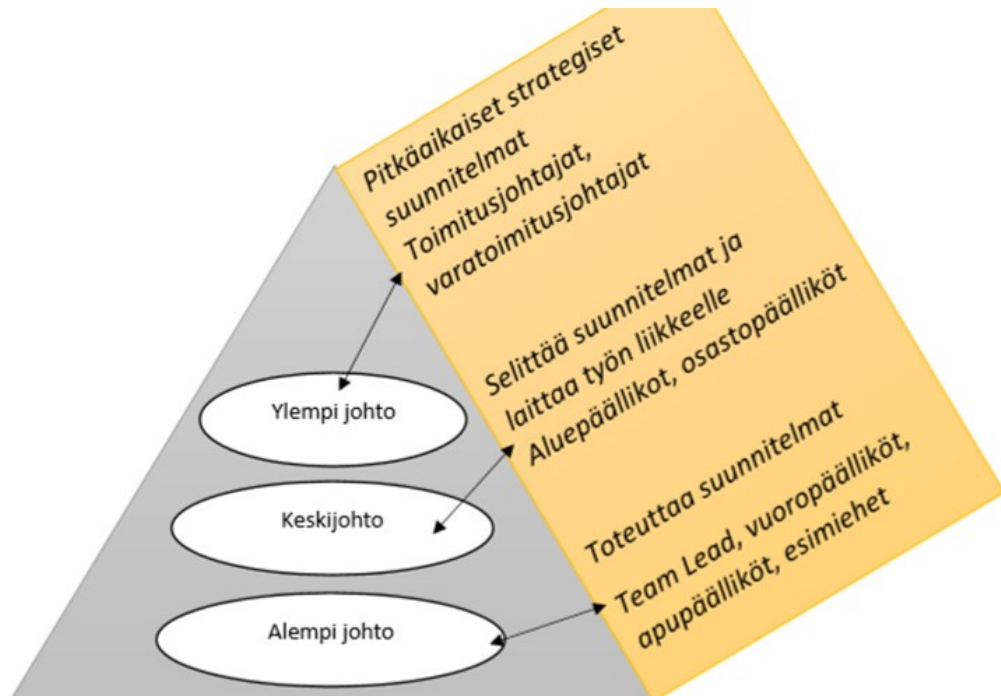 Pitkäaikaiset strategiset
suunnitelmat
Toimitusjohtajat,
varatoimitusjohtajat
Selittää suunnitelmat ja
laittaa työn liikkeelle
Aluepäällikot, osastopäälliköt
Toteuttaa suunnitelmat
Team Lead, vuoropäälliköt,
apupäälliköt, esimiehet
Ylempi johto
Keskijohto
Alempi johto